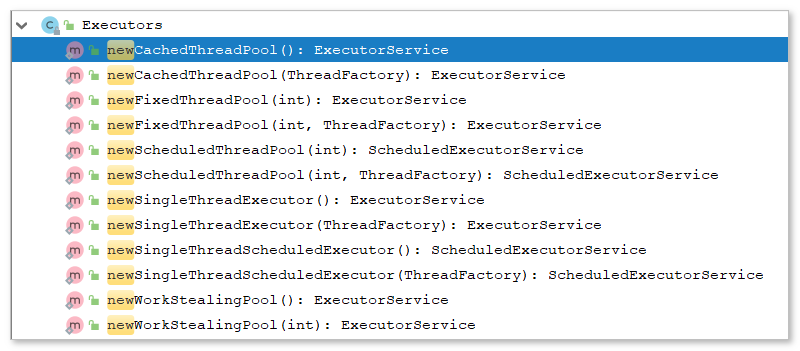 Executors
newCachedThreadPool(): ExecutorService
newCachedThreadPool(ThreadFactory): ExecutorService
newFixedThreadPool(int): ExecutorService
newFixedThreadPool(int, ThreadFactory): ExecutorService
newScheduledThreadPool(int): ScheduledExecutorService
newScheduledThreadPool(int, ThreadFactory): ScheduledExecutorService
newSingleThreadExecutor(): ExecutorService
newSingleThreadExecutor(ThreadFactory): ExecutorService
newSingleThreadScheduledExecutor(): ScheduledExecutorService
newSingleThreadScheduledExecutor(ThreadFactory): ScheduledExecutorService
newWorkStealingPool(): ExecutorService
newWorkStealingPool(int): ExecutorService